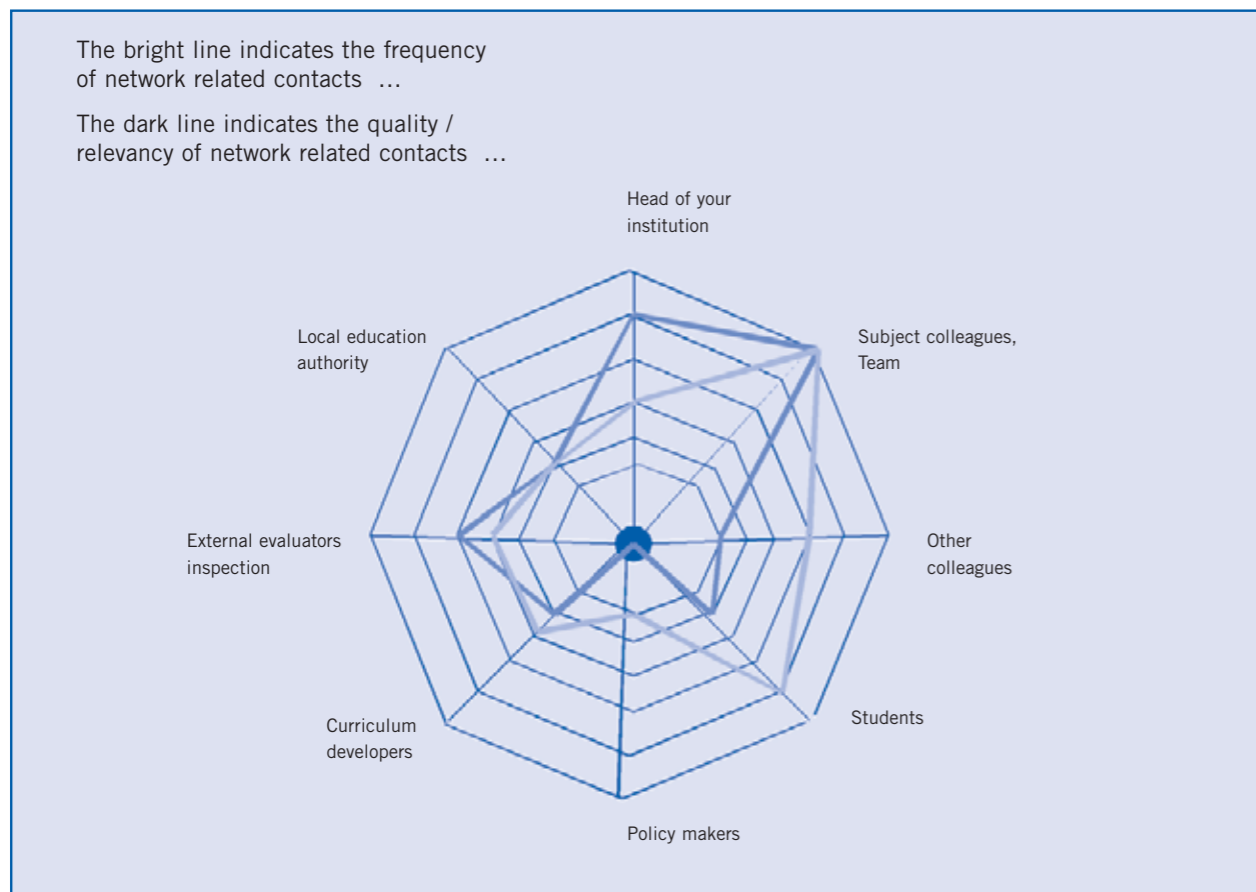 The bright line indicates the frequency
of network related contacts …
The dark line indicates the quality /
relevancy of network related contacts …
Head of your
institution
Local education
authority
Subject colleagues,
Team
External evaluators
inspection
Other
colleagues
Curriculum
developers
Students
Policy makers